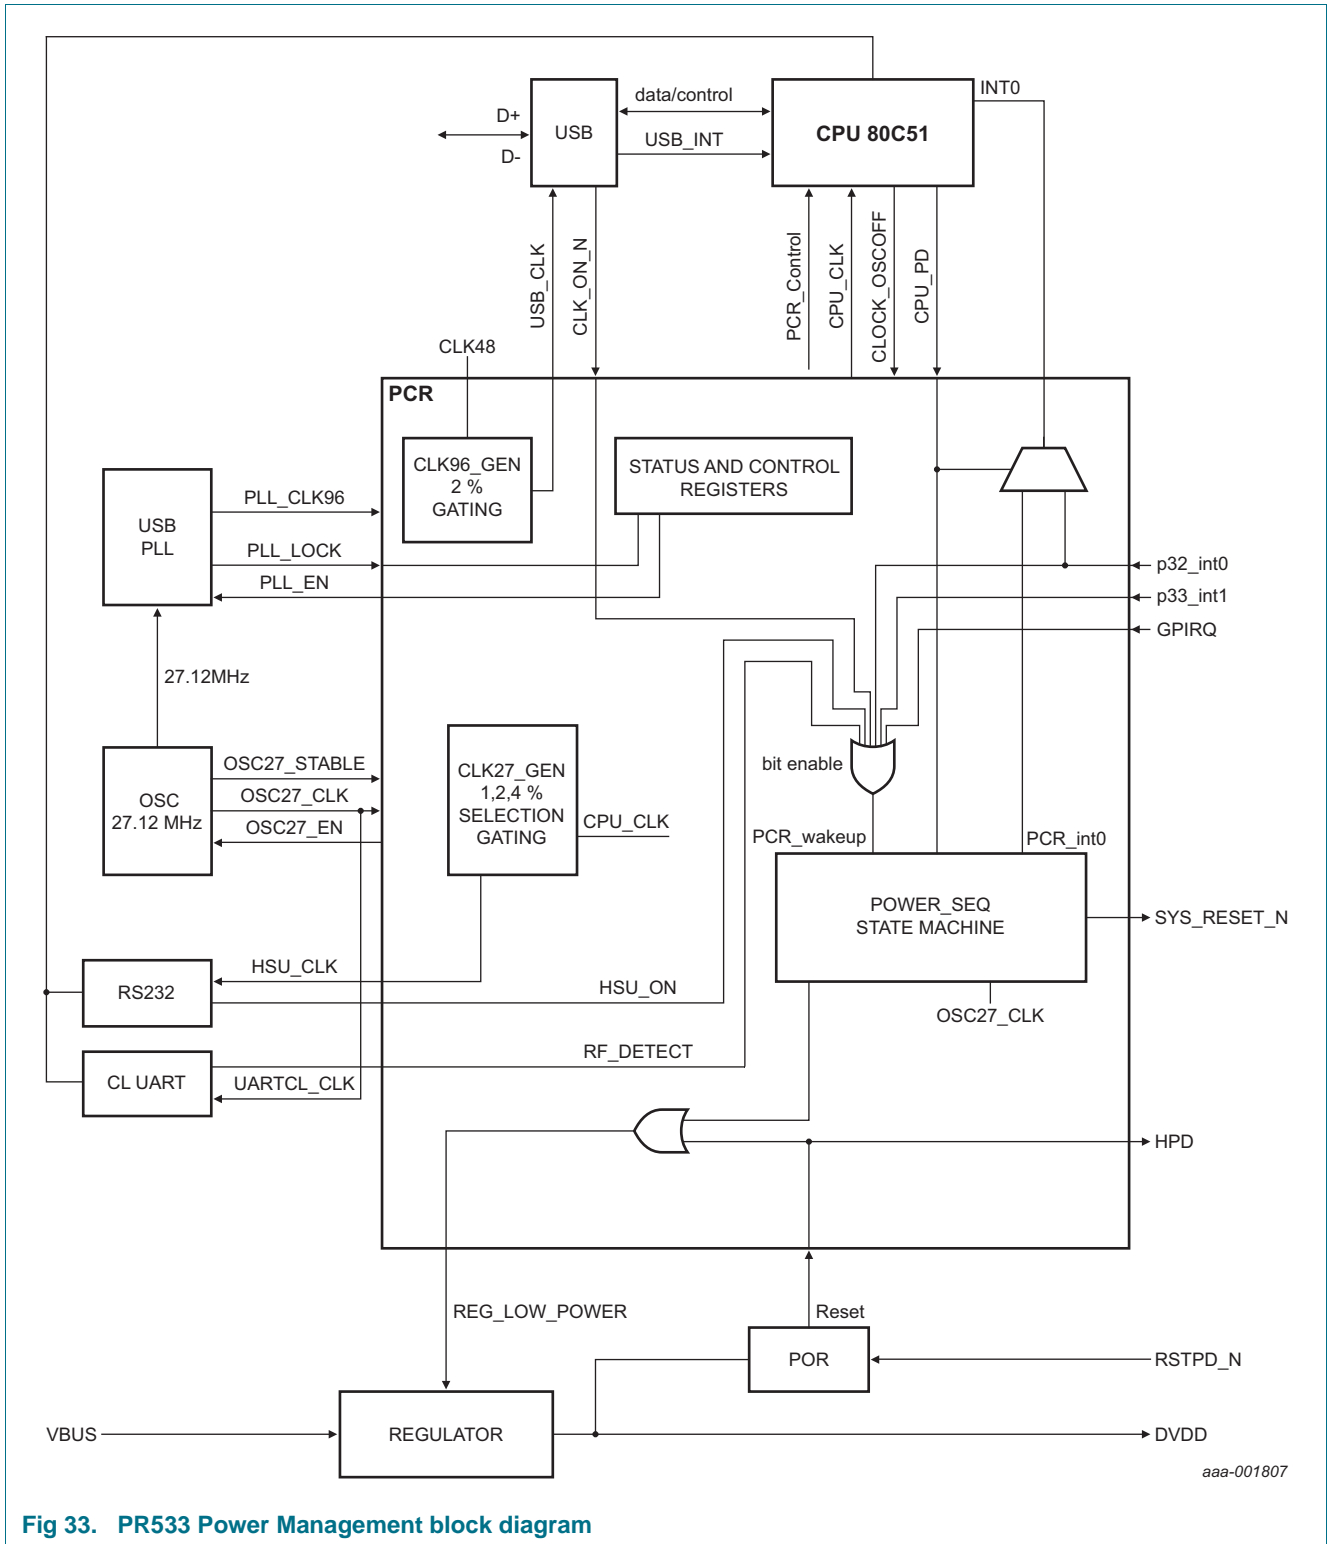 INT0
data/control
D+
USB
CPU 80C51
USB_INT
D-
USB_CLK
CLK_ON_N
PCR_Control
CPU_CLK
CLOCK_OSCOFF
CPU_PD
CLK48
PCR
CLK96_GEN
2 %
GATING
STATUS AND CONTROL
REGISTERS
USB
PLL
PLL_CLK96
PLL_LOCK
PLL_EN
p32_int0
p33_int1
GPIRQ
27.12MHz
OSC
27.12 MHz
OSC27_STABLE
OSC27_CLK
OSC27_EN
CLK27_GEN
1,2,4 %
SELECTION
GATING
CPU_CLK
bit enable
PCR_wakeup
PCR_int0
POWER_SEQ
STATE MACHINE
SYS_RESET_N
OSC27_CLK
RS232
HSU_CLK
HSU_ON
CL UART
RF_DETECT
UARTCL_CLK
HPD
REG_LOW_POWER
Reset
POR
RSTPD_N
VBUS
REGULATOR
DVDD
aaa-001807
Fig 33. PR533 Power Management block diagram